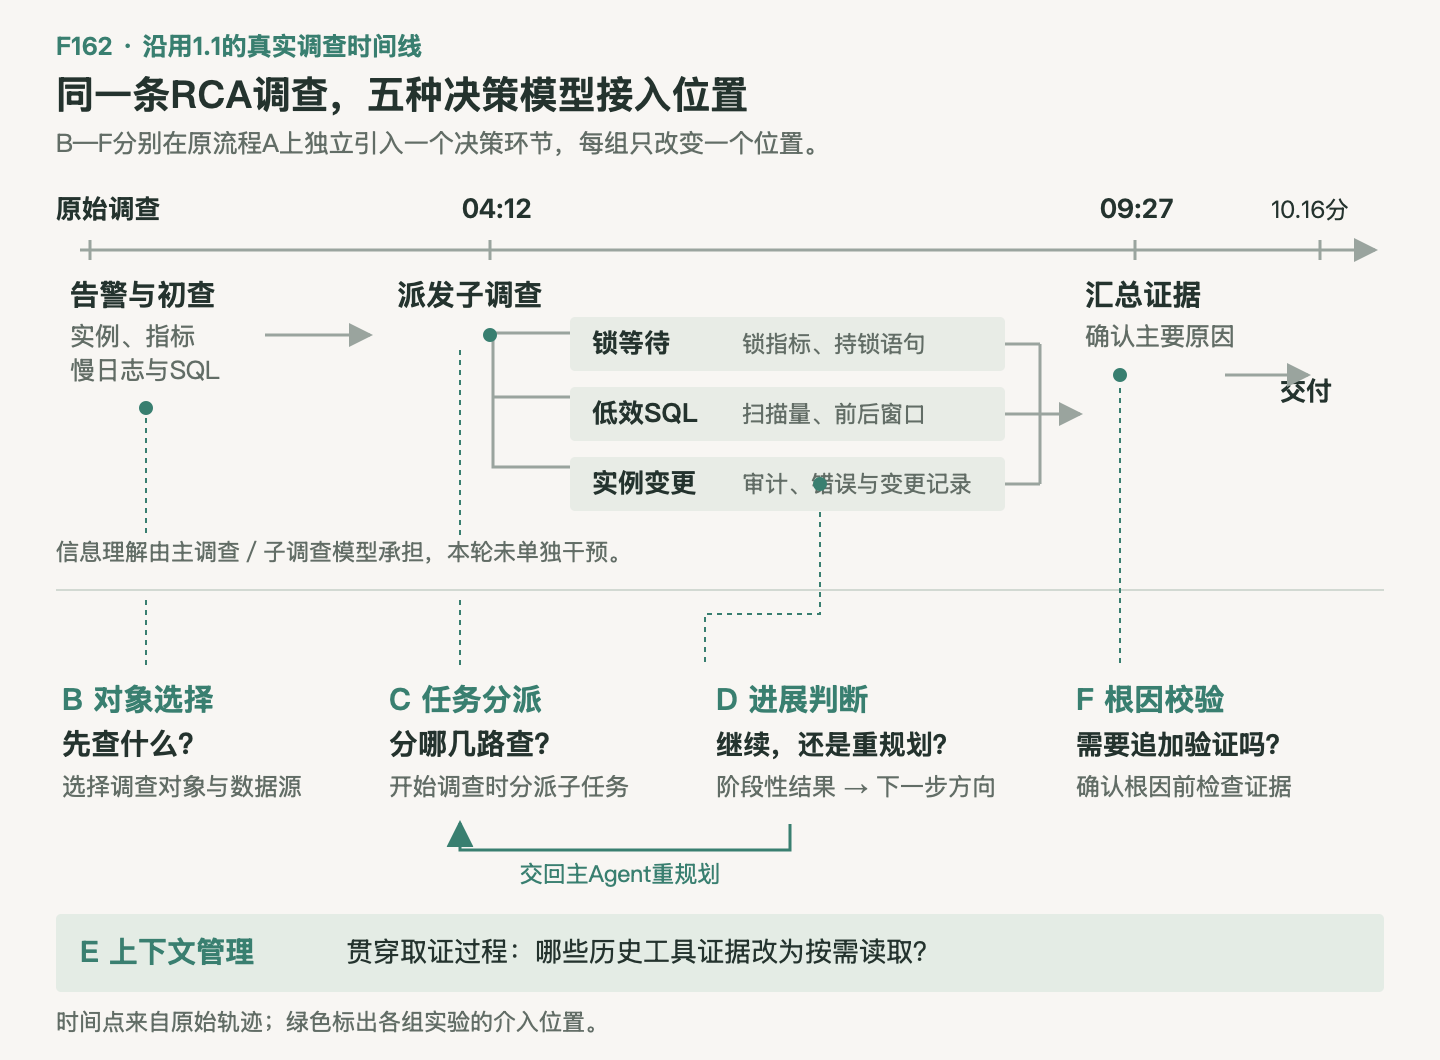 F162 · 沿用1.1的真实调查时间线
同一条RCA调查，五种决策模型接入位置
B—F分别在原流程A上独立引入一个决策环节，每组只改变一个位置。
原始调查
04:12
09:27
10.16分
告警与初查
实例、指标
慢日志与SQL
派发子调查
锁等待 锁指标、持锁语句
低效SQL 扫描量、前后窗口
实例变更 审计、错误与变更记录
汇总证据
确认主要原因
交付
信息理解由主调查 / 子调查模型承担，本轮未单独干预。
B 对象选择
先查什么？
选择调查对象与数据源
C 任务分派
分哪几路查？
开始调查时分派子任务
D 进展判断
继续，还是重规划？
阶段性结果 → 下一步方向
F 根因校验
需要追加验证吗？
确认根因前检查证据
交回主Agent重规划
E 上下文管理 贯穿取证过程：哪些历史工具证据改为按需读取？
时间点来自原始轨迹；绿色标出各组实验的介入位置。